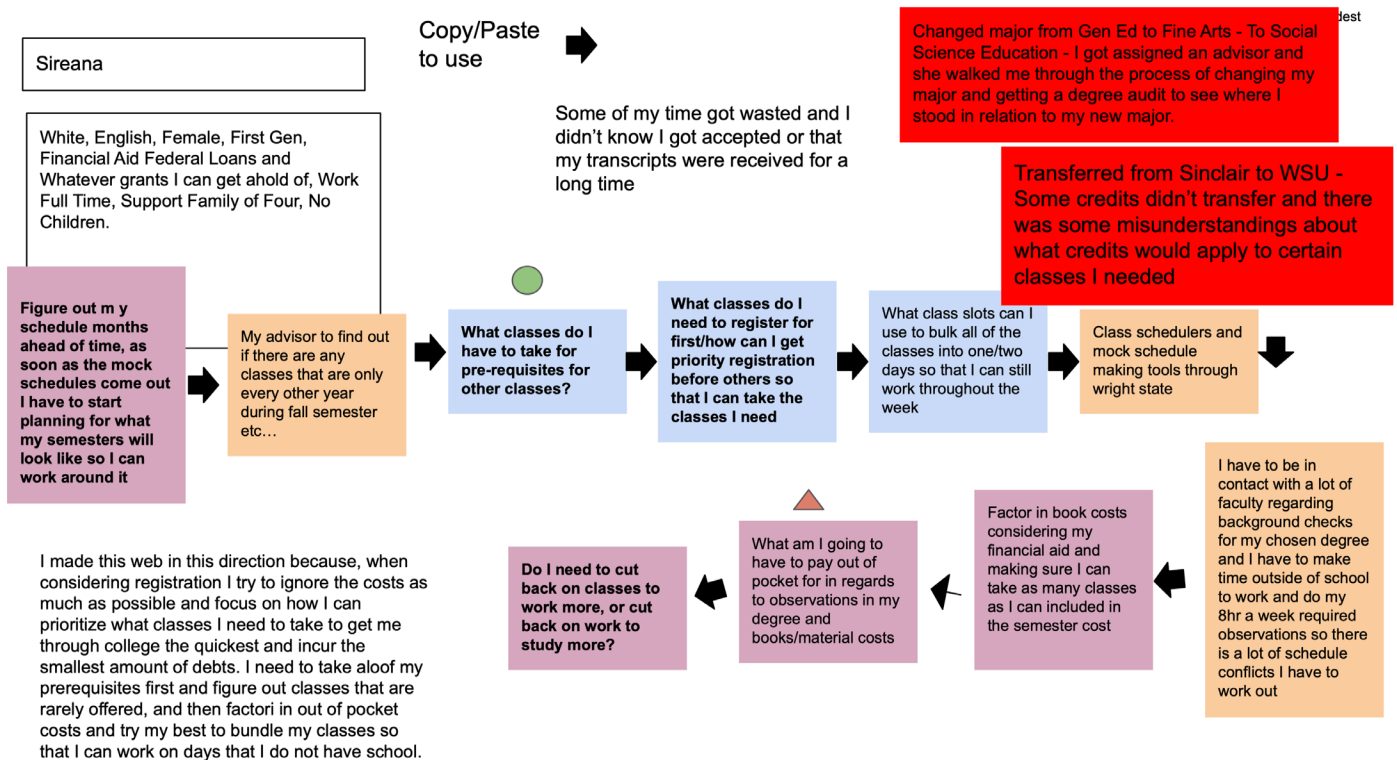 Sireana
Copy/Paste
to use
dest
Changed major from Gen Ed to Fine Arts - To Social
Science Education - I got assigned an advisor and
she walked me through the process of changing my
major and getting a degree audit to see where I
stood in relation to my new major.
White, English, Female, First Gen,
Financial Aid Federal Loans and
Whatever grants I can get ahold of, Work
Full Time, Support Family of Four, No
Children.
Some of my time got wasted and I
didn't know I got accepted or that
my transcripts were received for a
long time
Transferred from Sinclair to WSU -
Some credits didn't transfer and there
was some misunderstandings about
what credits would apply to certain
classes I needed
Figure out m y
schedule months
ahead of time, as
soon as the mock
schedules come out
I have to start
planning for what
my semesters will
look like so I can
work around it
My advisor to find out
if there are any
classes that are only
every other year
during fall semester
etc…
What classes do I
have to take for
pre-requisites for
other classes?
What classes do I
need to register for
first/how can I get
priority registration
before others so
that I can take the
classes I need
What class slots can I
use to bulk all of the
classes into one/two
days so that I can still
work throughout the
week
Class schedulers and
mock schedule
making tools through
wright state
I have to be in
contact with a lot of
faculty regarding
background checks
for my chosen degree
and I have to make
time outside of school
to work and do my
8hr a week required
observations so there
is a lot of schedule
conflicts I have to
work out
Factor in book costs
considering my
financial aid and
making sure I can
take as many classes
as I can included in
the semester cost
What am I going to
have to pay out of
pocket for in regards
to observations in my
degree and
books/material costs
Do I need to cut
back on classes to
work more, or cut
back on work to
study more?
I made this web in this direction because, when
considering registration I try to ignore the costs as
much as possible and focus on how I can
prioritize what classes I need to take to get me
through college the quickest and incur the
smallest amount of debts. I need to take aloof my
prerequisites first and figure out classes that are
rarely offered, and then factori in out of pocket
costs and try my best to bundle my classes so
that I can work on days that I do not have school.